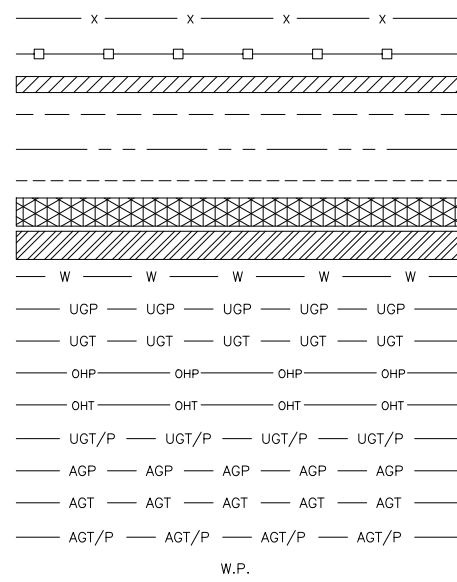 X X X X
W W W W W
UGP UGP UGP UGP UGP
UGT UGT UGT UGT UGT
OHP OHP OHP OHP
OHT OHT OHT OHT
UGT/P UGT/P UGT/P UGT/P
AGP AGP AGP AGP AGP
AGT AGT AGT AGT AGT
AGT/P AGT/P AGT/P AGT/P
W.P.